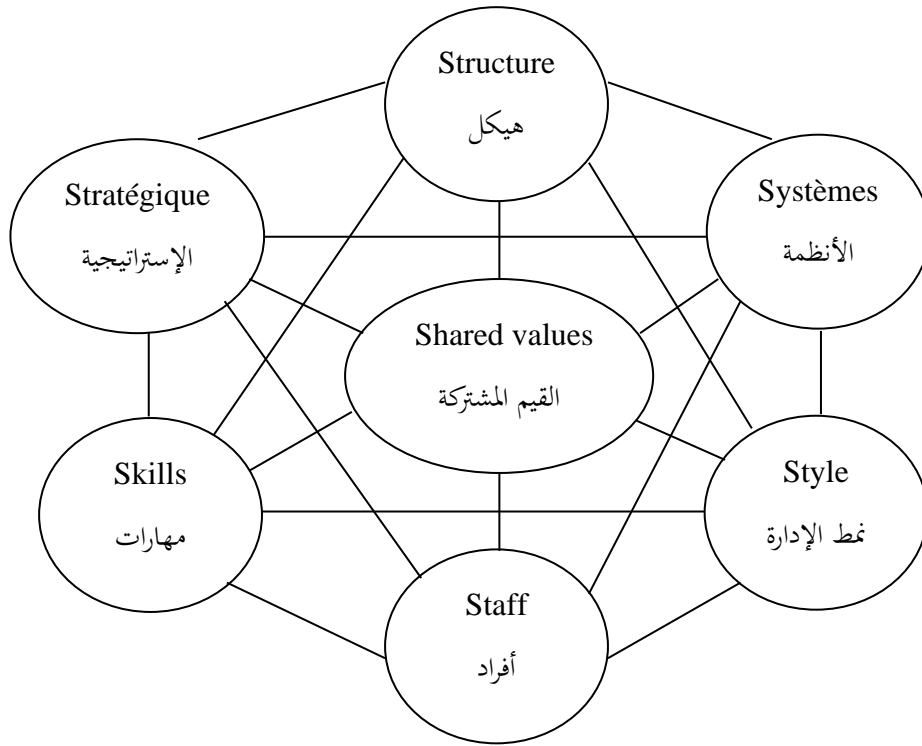 Structure
هيكل
Stratégique
الإستراتيجية
Systèmes
الأنظمة
Shared values
القيم المشتركة
Skills
مهارات
Style
نمط الإدارة
Staff
أفراد